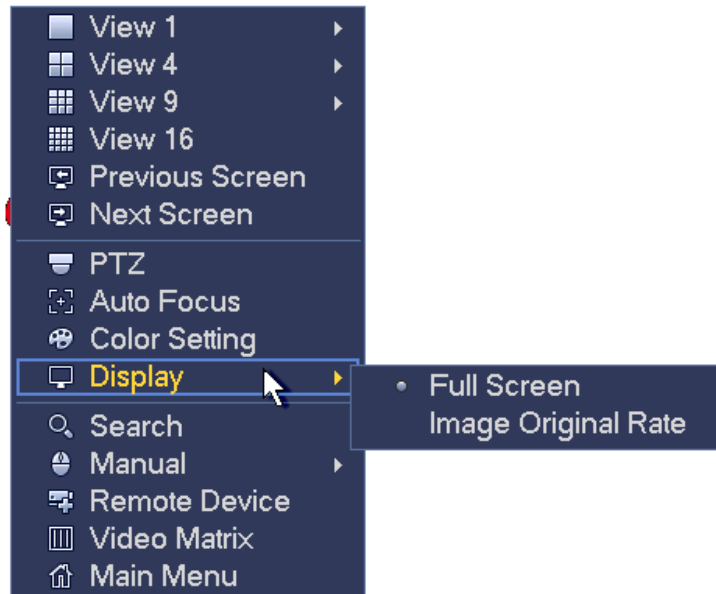 View 1
View 4
View 9
View 16
Previous Screen
Next Screen
PTZ
Auto Focus
Color Setting
Display
Full Screen
Image Original Rate
Search
Manual
Remote Device
Video Matrix
Main Menu